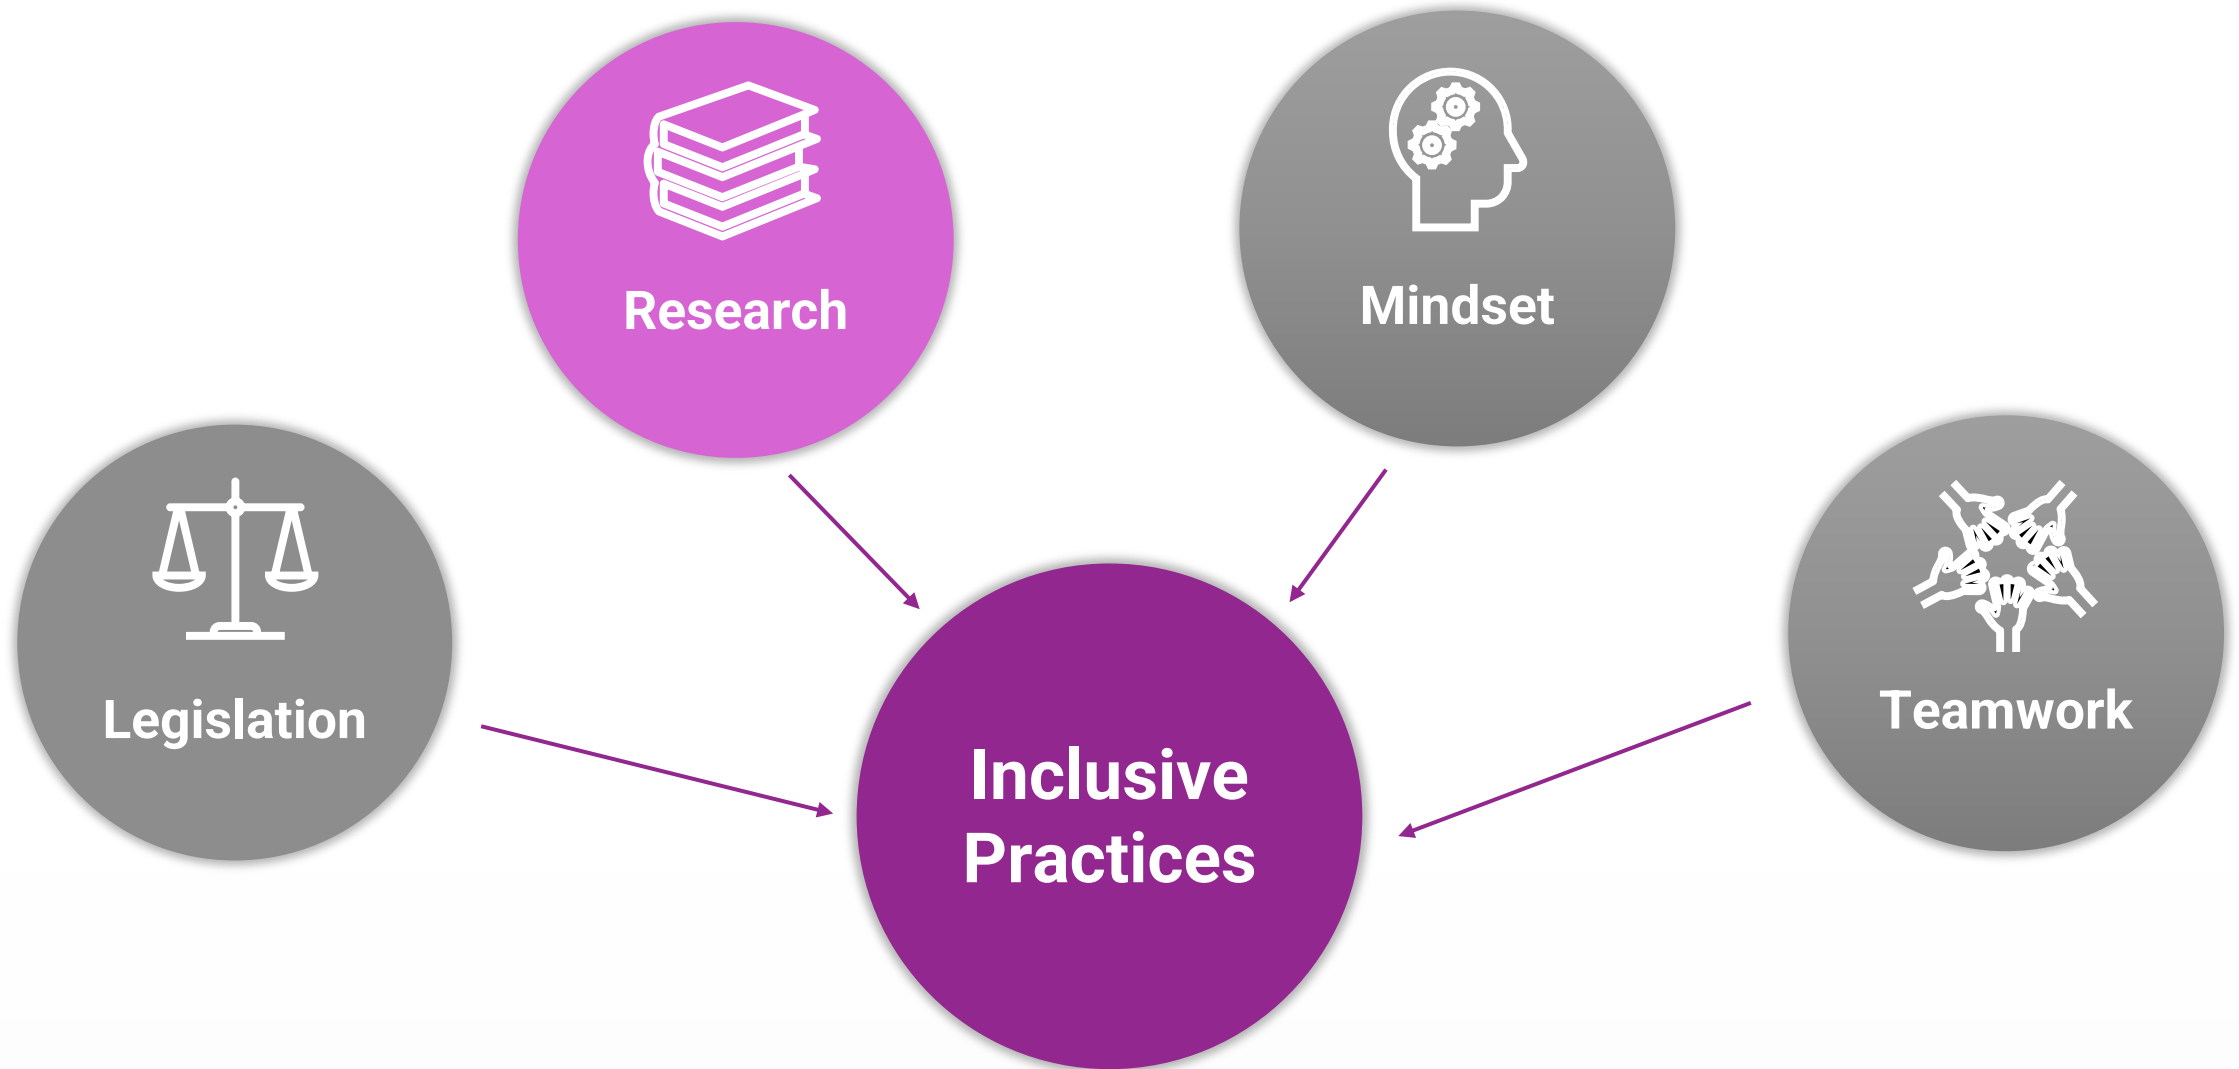 Research
Mindset
Legislation
Teamwork
Inclusive
Practices